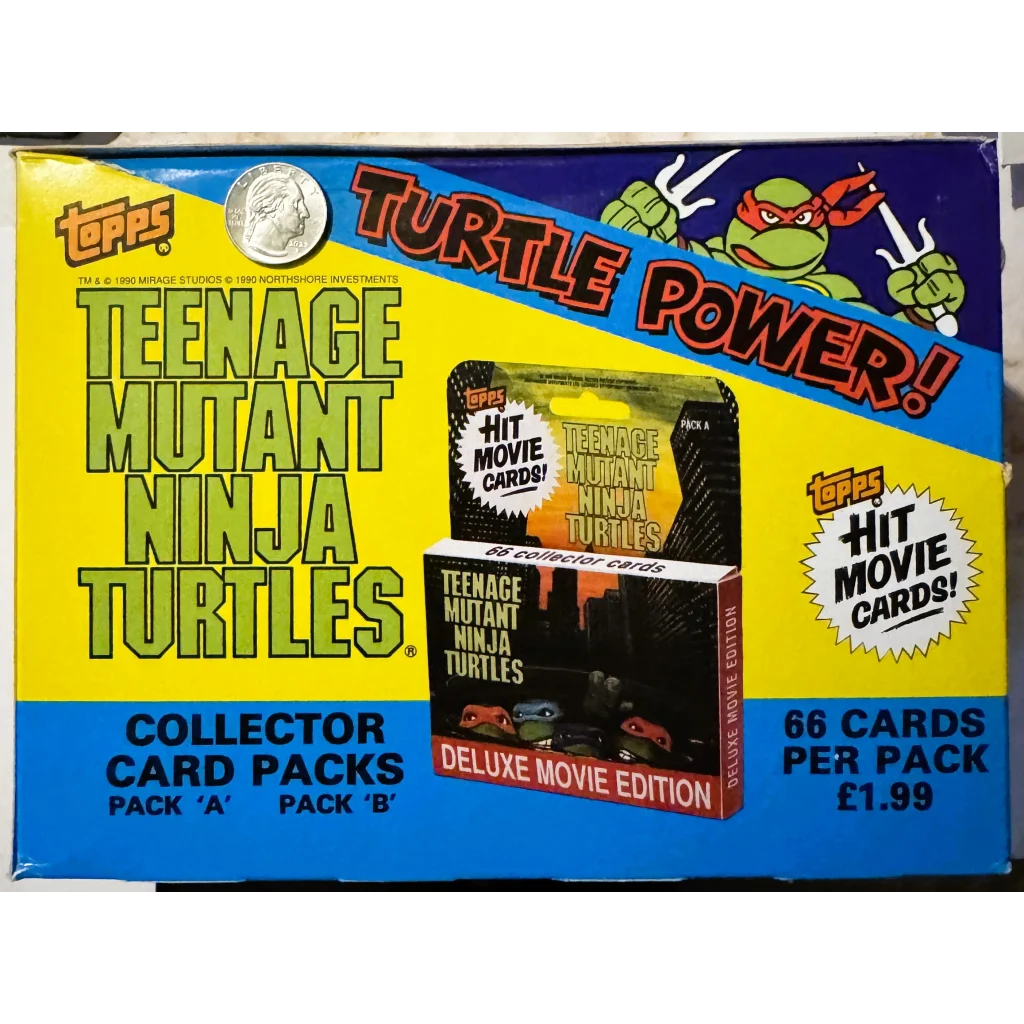 topps®
LIBERTY
2023
TURTLE POWER!
TM & © 1990 MIRAGE STUDIOS © 1990 NORTHSHORE INVESTMENTS
TEENAGE
MUTANT
NINJA
TURTLES®
topps
HIT
MOVIE
CARDS!
TEENAGE
MUTANT
NINJA
TURTLES
PACK A
66 collector cards
TEENAGE
MUTANT
NINJA
TURTLES
DELUXE MOVIE EDITION
DELUXE MOVIE EDITION
topps®
HIT
MOVIE
CARDS!
COLLECTOR
CARD PACKS
PACK ‘A’ PACK ‘B’
66 CARDS
PER PACK
£1.99